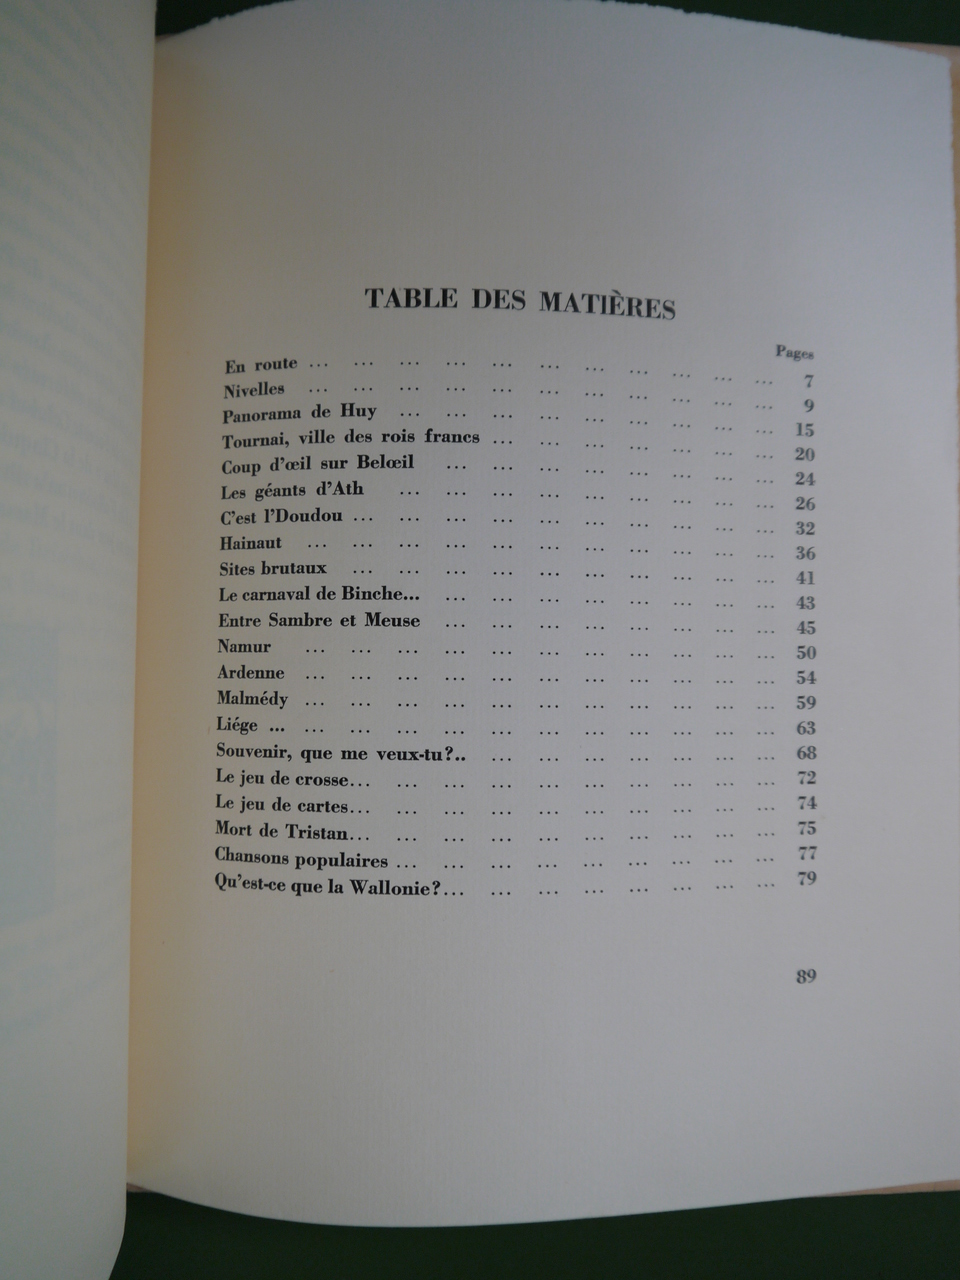 TABLE DES MATIÈRES
Pages
En route ... ... ... ... ... ... ... ... ... ... ... 7
Nivelles ... ... ... ... ... ... ... ... ... ... ... 9
Panorama de Huy ... ... ... ... ... ... ... ... ... 15
Tournai, ville des rois francs ... ... ... ... ... ... ... 20
Coup d'œil sur Belœil ... ... ... ... ... ... ... ... 24
Les géants d'Ath ... ... ... ... ... ... ... ... ... 26
C'est l'Doudou ... ... ... ... ... ... ... ... ... ... 32
Hainaut ... ... ... ... ... ... ... ... ... ... ... 36
Sites brutaux ... ... ... ... ... ... ... ... ... ... 41
Le carnaval de Binche... ... ... ... ... ... ... ... ... 43
Entre Sambre et Meuse ... ... ... ... ... ... ... ... 45
Namur ... ... ... ... ... ... ... ... ... ... ... 50
Ardenne ... ... ... ... ... ... ... ... ... ... ... 54
Malmédy ... ... ... ... ... ... ... ... ... ... ... 59
Liége ... ... ... ... ... ... ... ... ... ... ... ... 63
Souvenir, que me veux-tu?.. ... ... ... ... ... ... ... 68
Le jeu de crosse... ... ... ... ... ... ... ... ... ... 72
Le jeu de cartes... ... ... ... ... ... ... ... ... ... 74
Mort de Tristan... ... ... ... ... ... ... ... ... ... 75
Chansons populaires ... ... ... ... ... ... ... ... ... 77
Qu'est-ce que la Wallonie?... ... ... ... ... ... ... ... 79
89